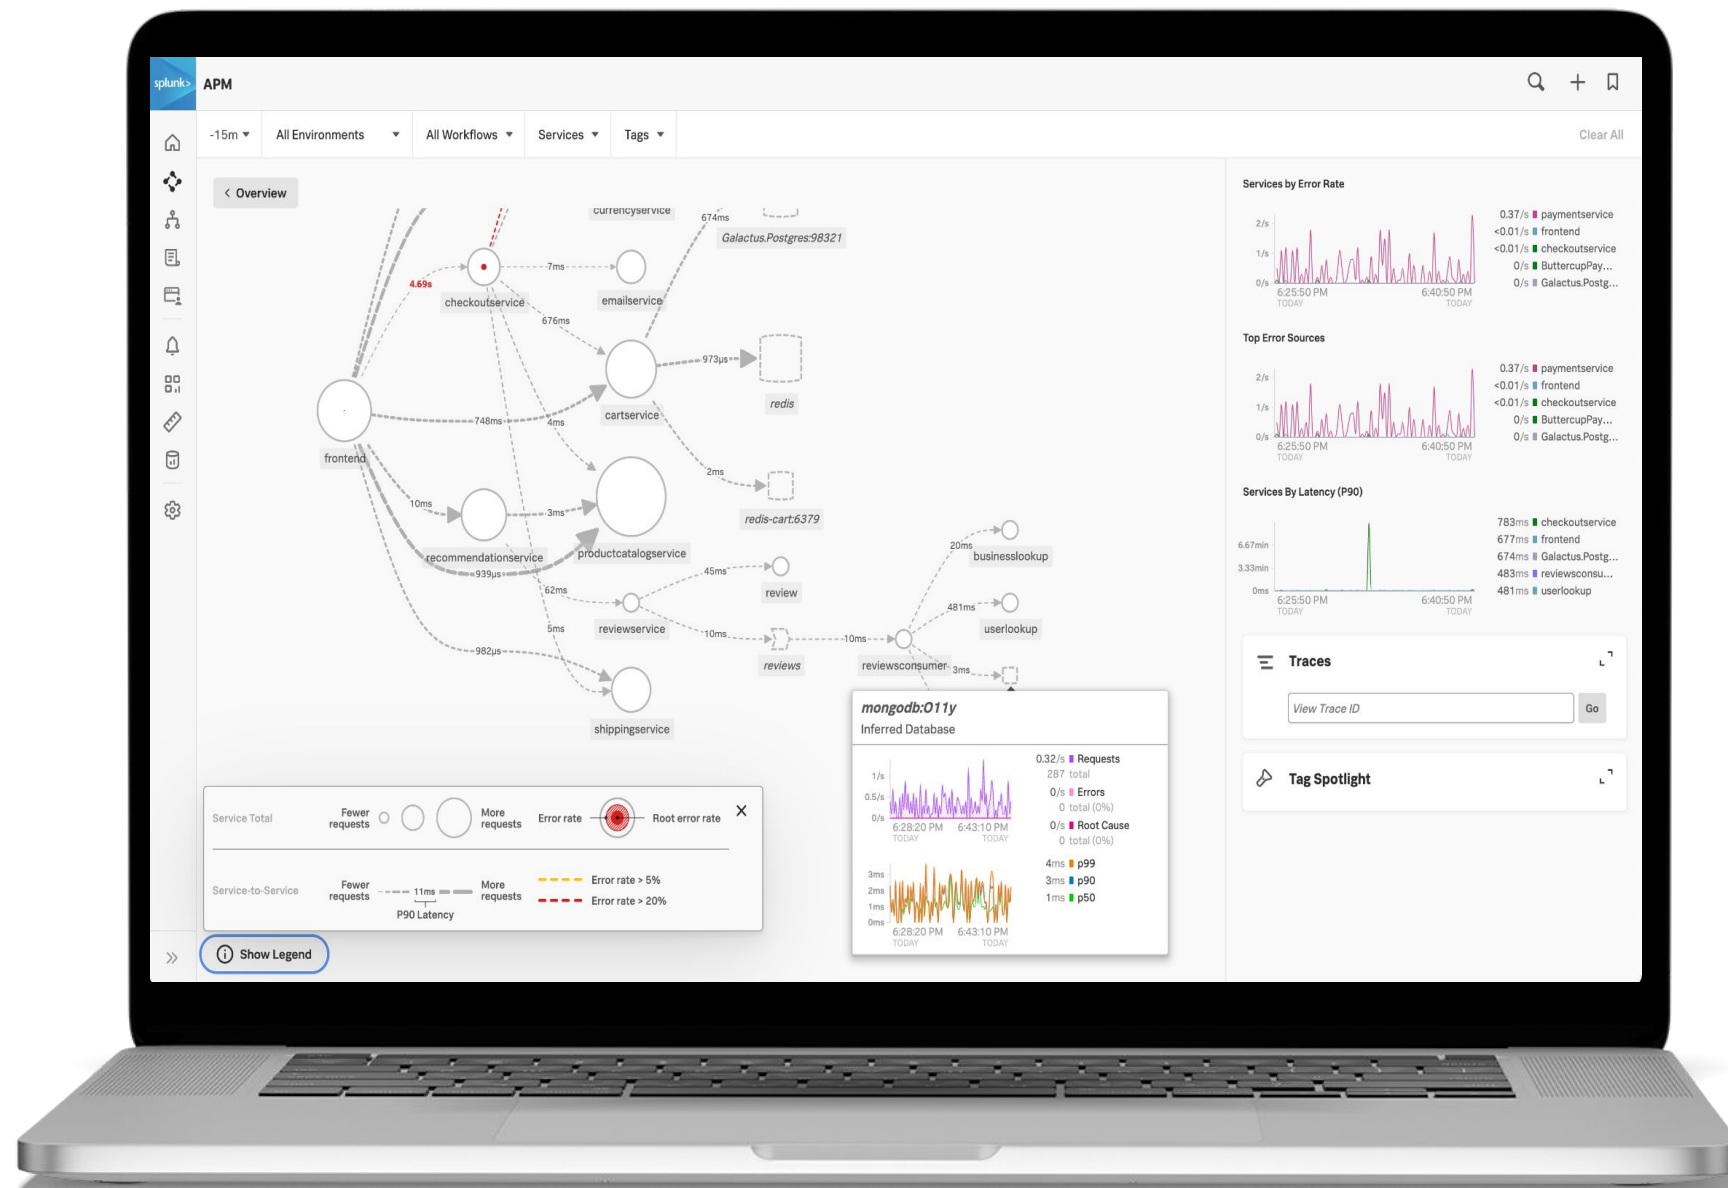 splunk>
APM
-15m
All Environments
All Workflows
Services
Tags
Clear All
Overview
currencyservice
674ms
Galactus.Postgres:98321
7ms
4.69s
checkoutservice
emailservice
676ms
973µs
redis
cartservice
748ms
4ms
frontend
2ms
10ms
3ms
redis-cart:6379
recommendationservice
productcatalogservice
939µs
20ms
businesslookup
45ms
62ms
review
481ms
5ms
reviewservice
10ms
userlookup
10ms
982µs
reviews
reviewsconsumer
3ms
shippingservice
mongodb:O11y
Inferred Database
1/s
0.5/s
0/s
6:28:20 PM
TODAY
6:43:10 PM
TODAY
0.32/s Requests
287 total
0/s Errors
0 total (0%)
0/s Root Cause
0 total (0%)
3ms
2ms
1ms
0ms
6:28:20 PM
TODAY
6:43:10 PM
TODAY
4ms p99
3ms p90
1ms p50
Service Total
Fewer
requests
More
requests
Error rate
Root error rate
X
Service-to-Service
Fewer
requests
11ms
P90 Latency
More
requests
Error rate > 5%
Error rate > 20%
Show Legend
Services by Error Rate
2/s
1/s
0/s
6:25:50 PM
TODAY
6:40:50 PM
TODAY
0.37/s paymentservice
<0.01/s frontend
<0.01/s checkoutservice
0/s ButtercupPay...
0/s Galactus.Postg...
Top Error Sources
2/s
1/s
0/s
6:25:50 PM
TODAY
6:40:50 PM
TODAY
0.37/s paymentservice
<0.01/s frontend
<0.01/s checkoutservice
0/s ButtercupPay...
0/s Galactus.Postg...
Services By Latency (P90)
6.67min
3.33min
0ms
6:25:50 PM
TODAY
6:40:50 PM
TODAY
783ms checkoutservice
677ms frontend
674ms Galactus.Postg...
483ms reviewsconsu...
481ms userlookup
Traces
View Trace ID
Go
Tag Spotlight